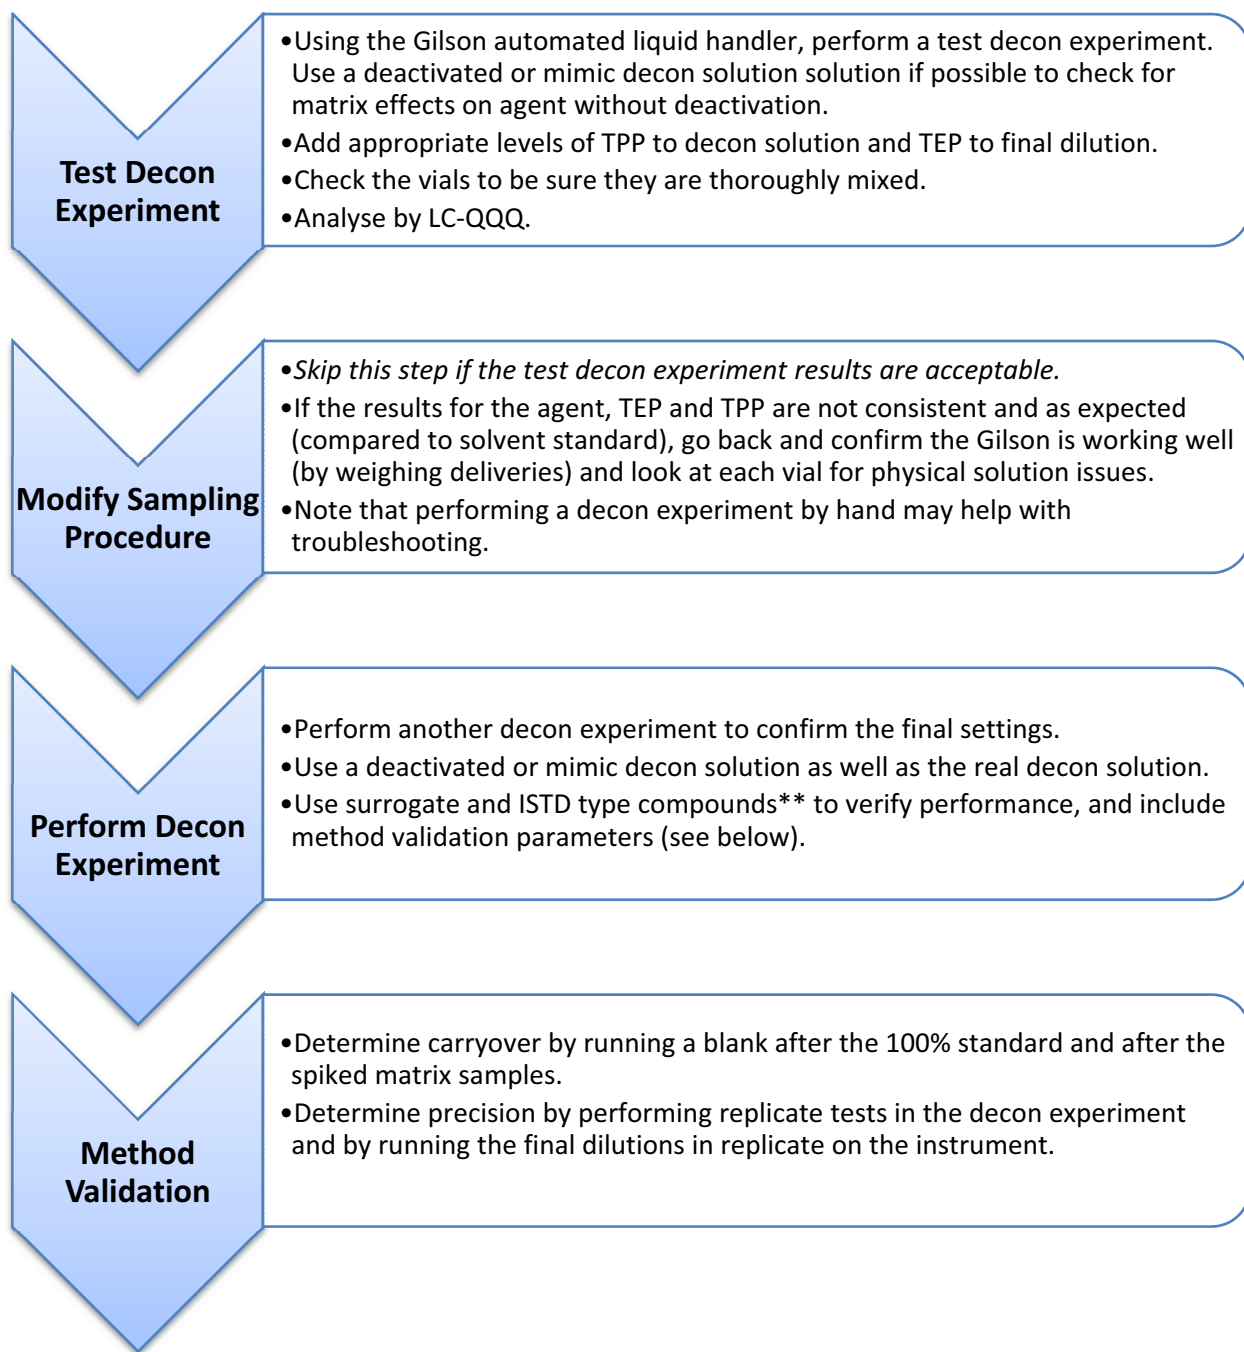 Test Decon
Experiment
•Using the Gilson automated liquid handler, perform a test decon experiment.
Use a deactivated or mimic decon solution solution if possible to check for
matrix effects on agent without deactivation.
•Add appropriate levels of TPP to decon solution and TEP to final dilution.
•Check the vials to be sure they are thoroughly mixed.
•Analyse by LC-QQQ.
Modify Sampling
Procedure
•Skip this step if the test decon experiment results are acceptable.
•If the results for the agent, TEP and TPP are not consistent and as expected
(compared to solvent standard), go back and confirm the Gilson is working well
(by weighing deliveries) and look at each vial for physical solution issues.
•Note that performing a decon experiment by hand may help with
troubleshooting.
Perform Decon
Experiment
•Perform another decon experiment to confirm the final settings.
•Use a deactivated or mimic decon solution as well as the real decon solution.
•Use surrogate and ISTD type compounds** to verify performance, and include
method validation parameters (see below).
Method
Validation
•Determine carryover by running a blank after the 100% standard and after the
spiked matrix samples.
•Determine precision by performing replicate tests in the decon experiment
and by running the final dilutions in replicate on the instrument.